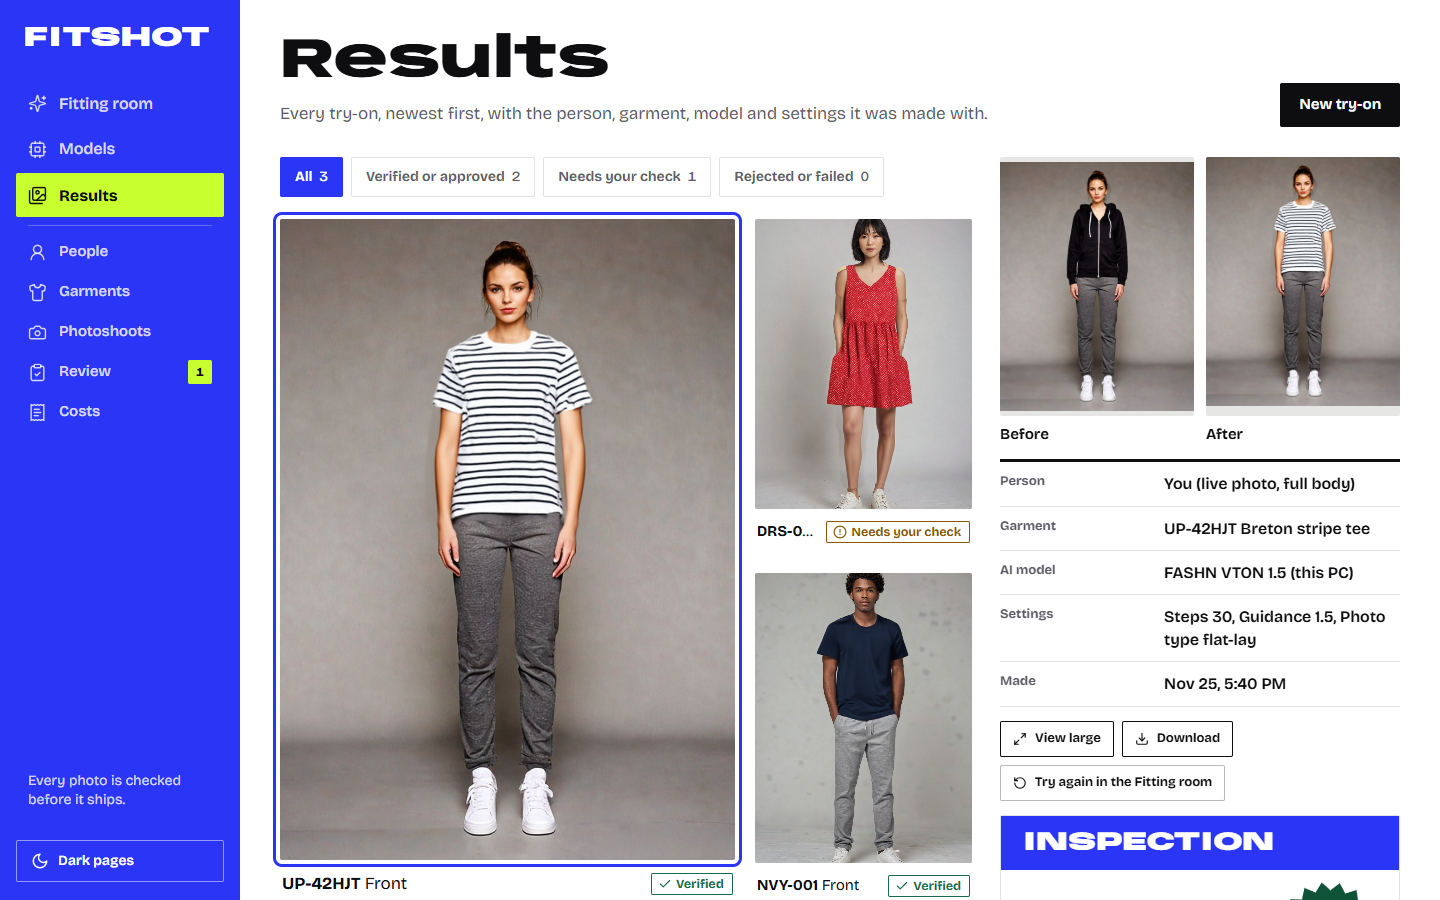 FITSHOT
Fitting room
Models
Results
People
Garments
Photoshoots
Review 1
Costs
Every photo is checked
before it ships.
Dark pages
Results
Every try-on, newest first, with the person, garment, model and settings it was made with.
New try-on
All 3
Verified or approved 2
Needs your check 1
Rejected or failed 0
UP-42HJT Front
Verified
DRS-0...
Needs your check
NVY-001 Front
Verified
Before
After
Person
You (live photo, full body)
Garment
UP-42HJT Breton stripe tee
AI model
FASHN VTON 1.5 (this PC)
Settings
Steps 30, Guidance 1.5, Photo
type flat-lay
Made
Nov 25, 5:40 PM
View large
Download
Try again in the Fitting room
INSPECTION